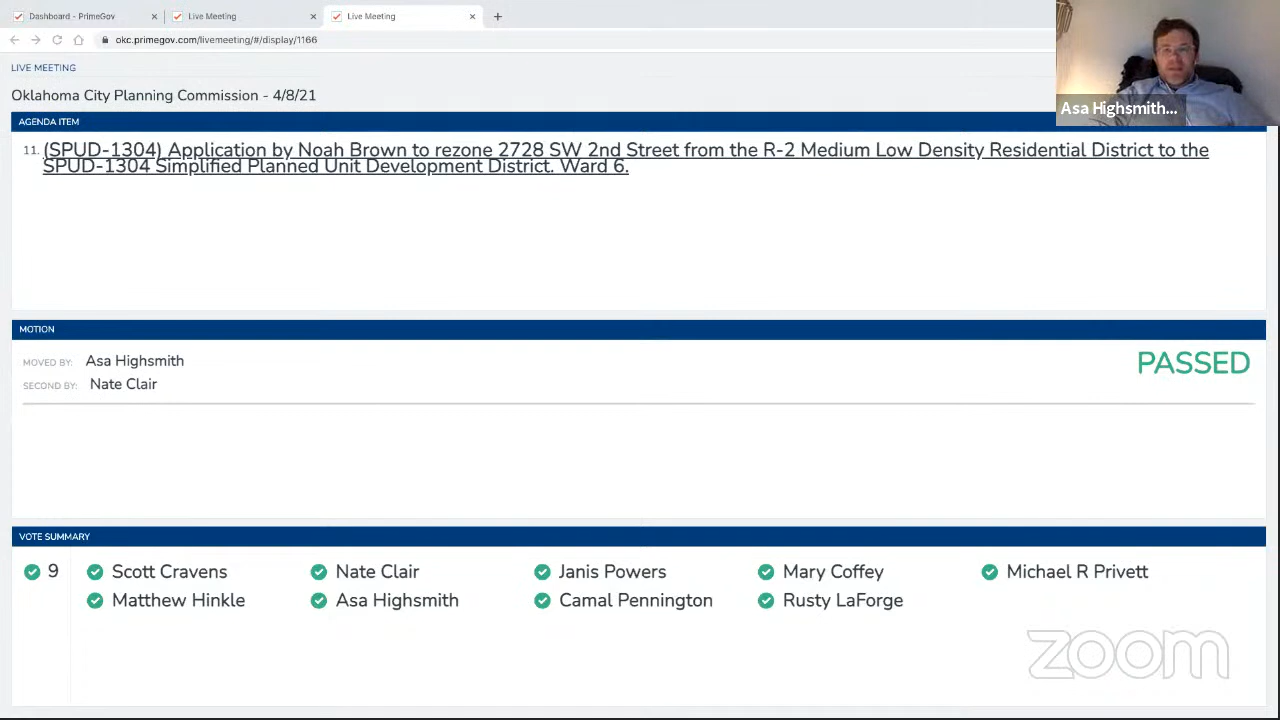 Dashboard - PrimeGov
Live Meeting
Live Meeting
okc.primegov.com/livemeeting/#/display/1166
Asa Highsmith...
LIVE MEETING
Oklahoma City Planning Commission - 4/8/21
AGENDA ITEM
11. (SPUD-1304) Application by Noah Brown to rezone 2728 SW 2nd Street from the R-2 Medium Low Density Residential District to the
SPUD-1304 Simplified Planned Unit Development District. Ward 6.
MOTION
MOVED BY: Asa Highsmith
PASSED
SECOND BY: Nate Clair
VOTE SUMMARY
9 Scott Cravens Nate Clair Janis Powers Mary Coffey Michael R Privett
Matthew Hinkle Asa Highsmith Camal Pennington Rusty LaForge
zoom